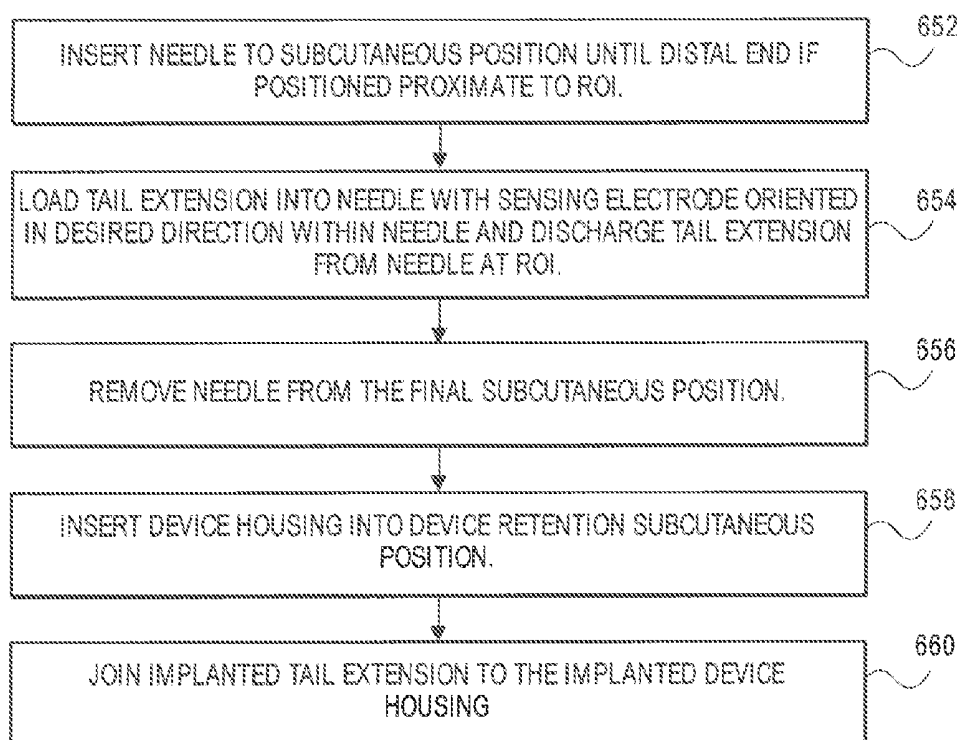 652
INSERT NEEDLE TO SUBCUTANEOUS POSITION UNTIL DISTAL END IF
POSITIONED PROXIMATE TO ROI.
654
LOAD TAIL EXTENSION INTO NEEDLE WITH SENSING ELECTRODE ORIENTED
IN DESIRED DIRECTION WITHIN NEEDLE AND DISCHARGE TAIL EXTENSION
FROM NEEDLE AT ROI.
656
REMOVE NEEDLE FROM THE FINAL SUBCUTANEOUS POSITION.
658
INSERT DEVICE HOUSING INTO DEVICE RETENTION SUBCUTANEOUS
POSITION.
660
JOIN IMPLANTED TAIL EXTENSION TO THE IMPLANTED DEVICE
HOUSING